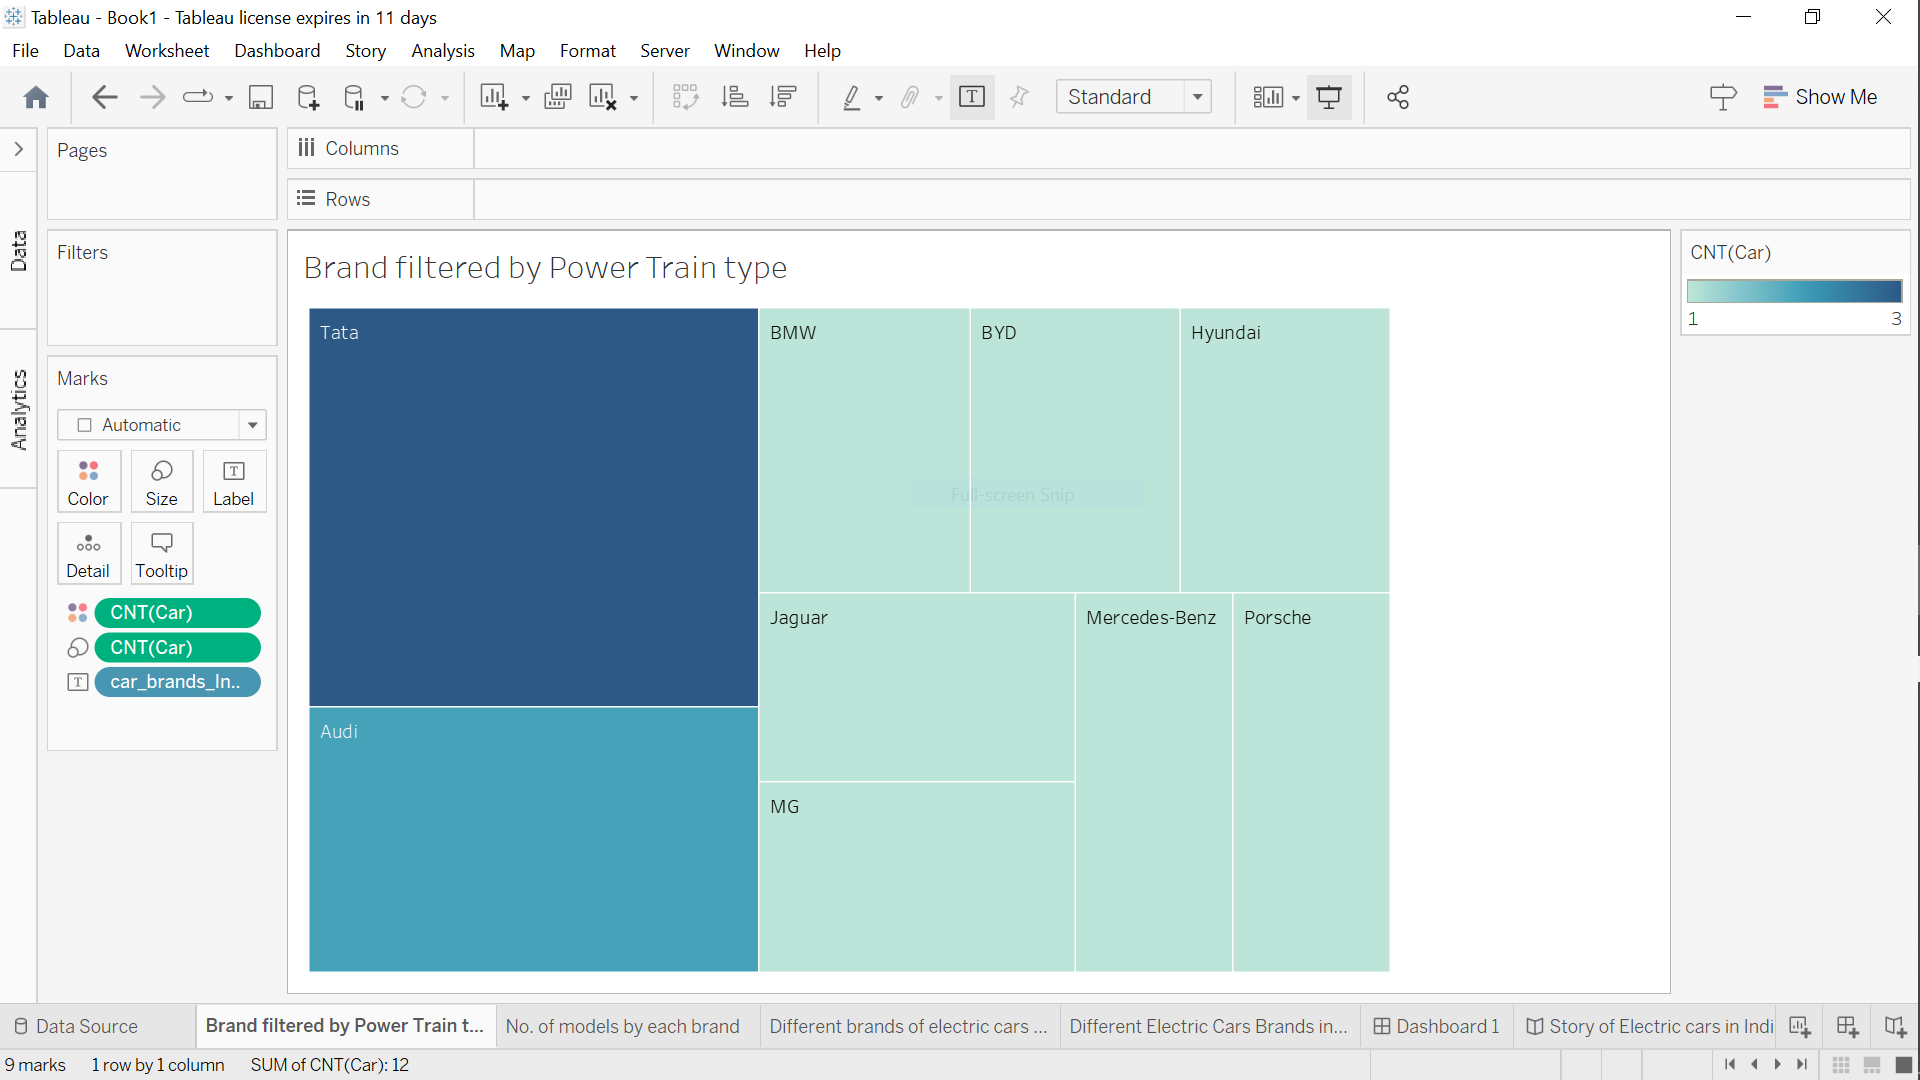 Tableau - Book1 - Tableau license expires in 11 days
File Data Worksheet Dashboard Story Analysis Map Format Server Window Help
Standard
Show Me
Pages
Columns
Rows
Data
Analytics
Filters
Marks
Automatic
Color Size Label
Detail Tooltip
CNT(Car)
CNT(Car)
car_brands_In..
Brand filtered by Power Train type
Tata
BMW
BYD
Hyundai
Full-screen Snip
Jaguar
Mercedes-Benz
Porsche
Audi
MG
CNT(Car)
1 3
Data Source
Brand filtered by Power Train t...
No. of models by each brand
Different brands of electric cars ...
Different Electric Cars Brands in...
Dashboard 1
Story of Electric cars in Indi
9 marks 1 row by 1 column SUM of CNT(Car): 12